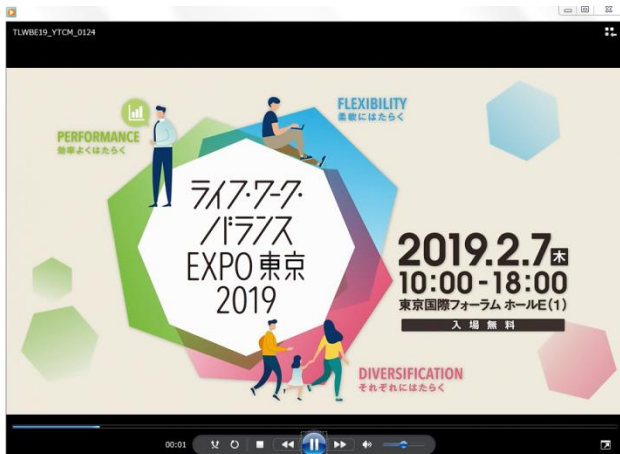 TLWBE19_YTCM_0124
PERFORMANCE
効率よくはたらく
FLEXIBILITY
柔軟にはたらく
ライフ・ワーク・
バランス
EXPO 東京
2019
2019.2.7木
10:00-18:00
東京国際フォーラム ホールE(1)
入場無料
DIVERSIFICATION
それぞれにはたらく
00:01